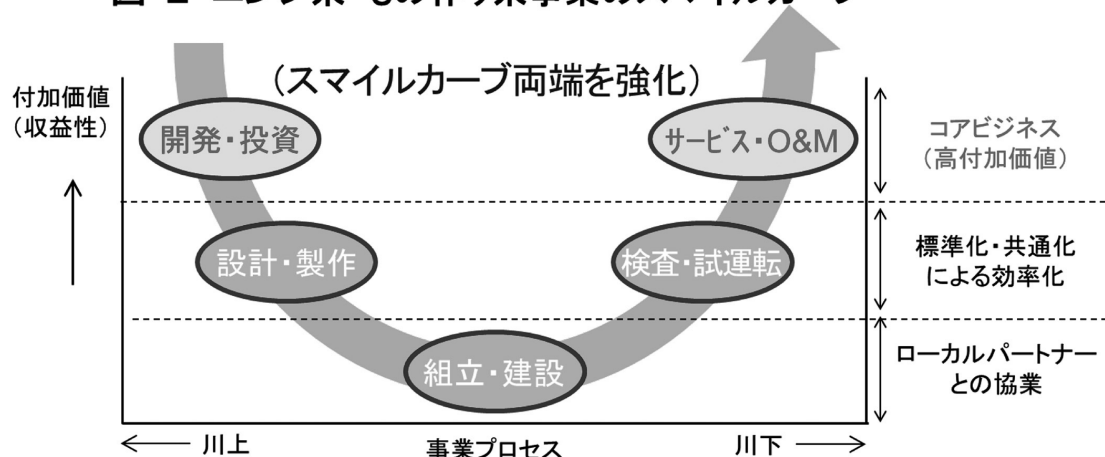 (スマイルカーブ両端を強化)
付加価値
(収益性)
開発・投資
サービス・O&M
コアビジネス
(高付加価値)
設計・製作
検査・試運転
標準化・共通化
による効率化
組立・建設
ローカルパートナー
との協業
川上
事業プロセス
川下